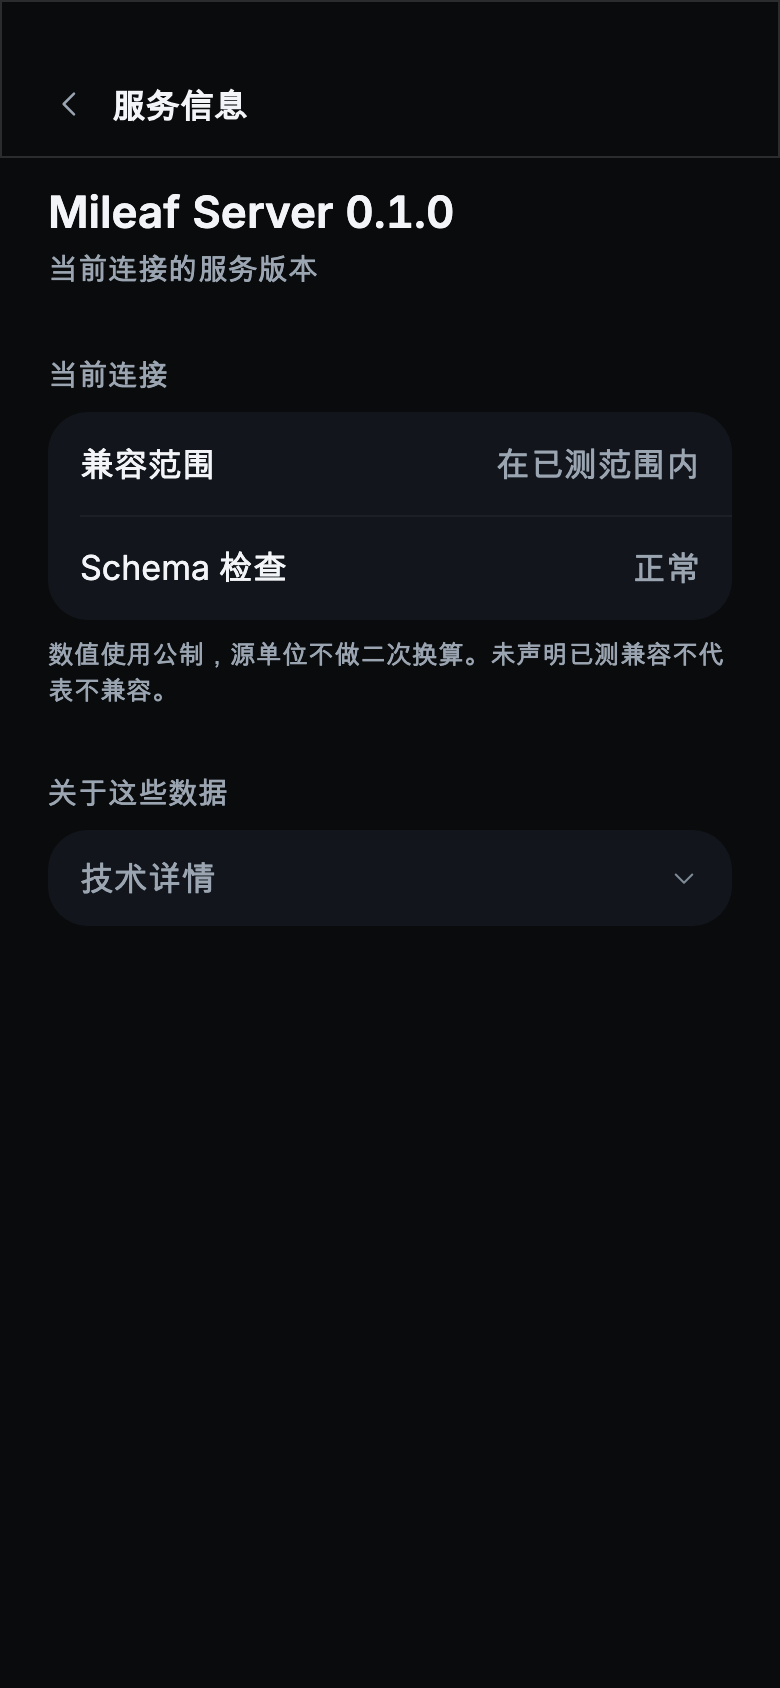 服务信息
Mileaf Server 0.1.0
当前连接的服务版本
当前连接
兼容范围 在已测范围内
Schema 检查 正常
数值使用公制，源单位不做二次换算。未声明已测兼容不代
表不兼容。
关于这些数据
技术详情